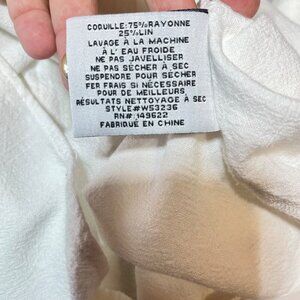 COQUILLE:75%RAYONNE
25%LIN
LAVAGE À LA MACHINE
À L'EAU FROIDE
NE PAS JAVELLISER
NE PAS SÉCHER À SEC
SUSPENDRE POUR SÉCHER
FER FRAIS SI NÉCESSAIRE
POUR DE MEILLEURS
RÉSULTATS NETTOYAGE À SEC
STYLE#W53236
RN#:149622
FABRIQUÉ EN CHINE